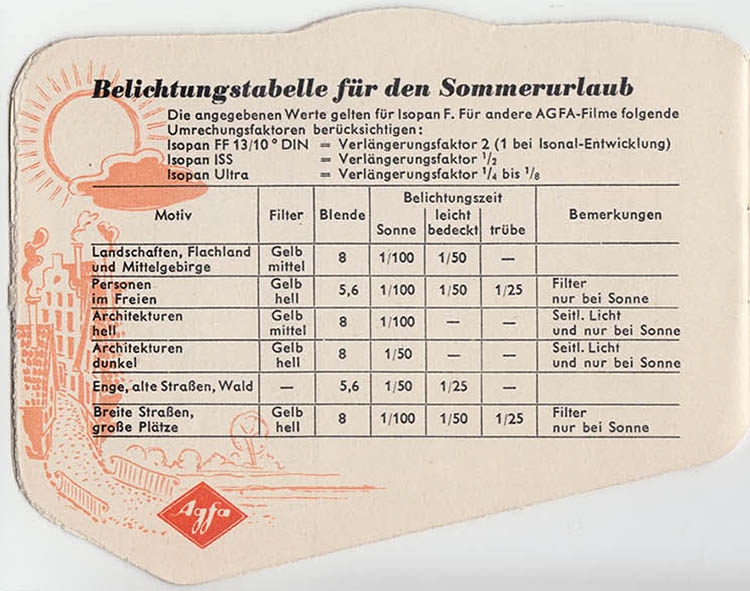 Belichtungstabelle für den Sommerurlaub
Die angegebenen Werte gelten für Isopan F. Für andere AGFA-Filme folgende
Umrechungsfaktoren berücksichtigen:
Isopan FF 13/10° DIN = Verlängerungsfaktor 2 (1 bei Isonal-Entwicklung)
Isopan ISS = Verlängerungsfaktor 1/2
Isopan Ultra = Verlängerungsfaktor 1/4 bis 1/8
Motiv Filter Blende Belichtungszeit Bemerkungen
Sonne leicht bedeckt trübe
Landschaften, Flachland Gelb 8 1/100 1/50 —
und Mittelgebirge mittel
Personen Gelb 5,6 1/100 1/50 1/25 Filter
im Freien hell nur bei Sonne
Architekturen Gelb 8 1/100 — — Seitl. Licht
hell mittel und nur bei Sonne
Architekturen Gelb 8 1/50 — — Seitl. Licht
dunkel hell und nur bei Sonne
Enge, alte Straßen, Wald — 5,6 1/50 1/25 —
Breite Straßen, Gelb 8 1/100 1/50 1/25 Filter
große Plätze hell nur bei Sonne
Agfa